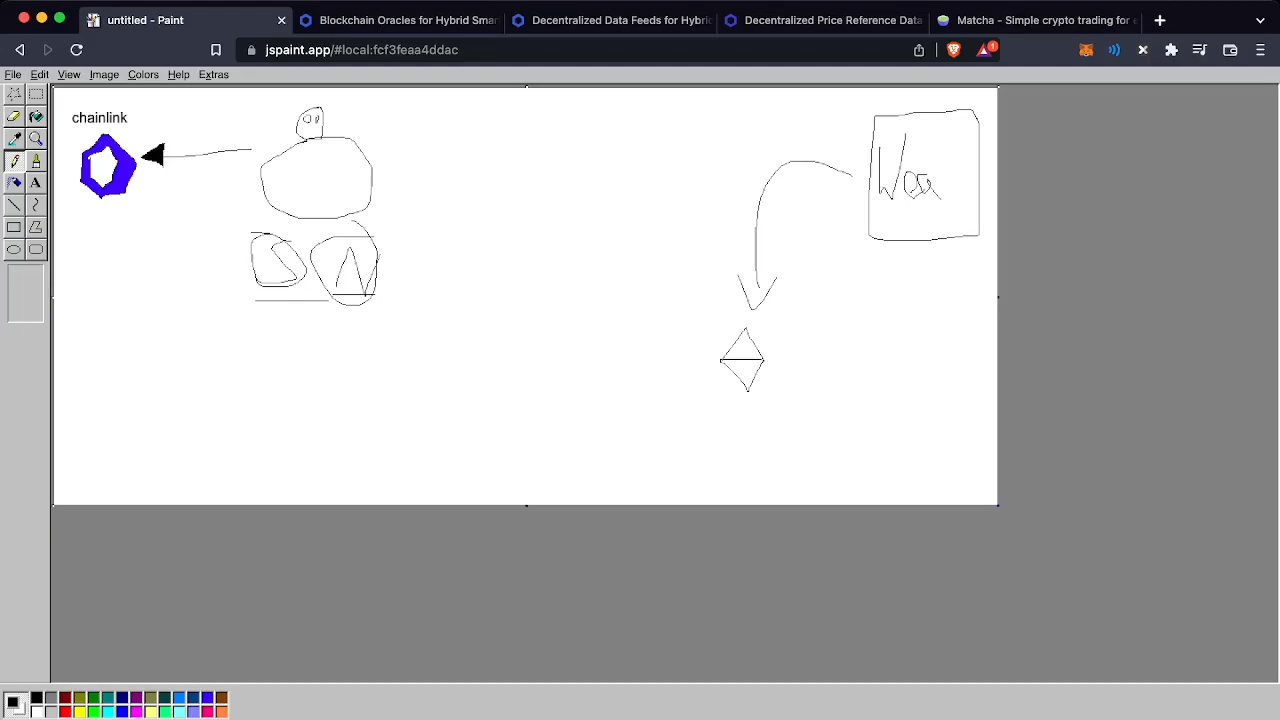 untitled - Paint
Blockchain Oracles for Hybrid Smar
Decentralized Data Feeds for Hybri
Decentralized Price Reference Data
Matcha - Simple crypto trading for e
jspaint.app/#local:fcf3feaa4ddac
1
File Edit View Image Colors Help Extras
A
chainlink
S N